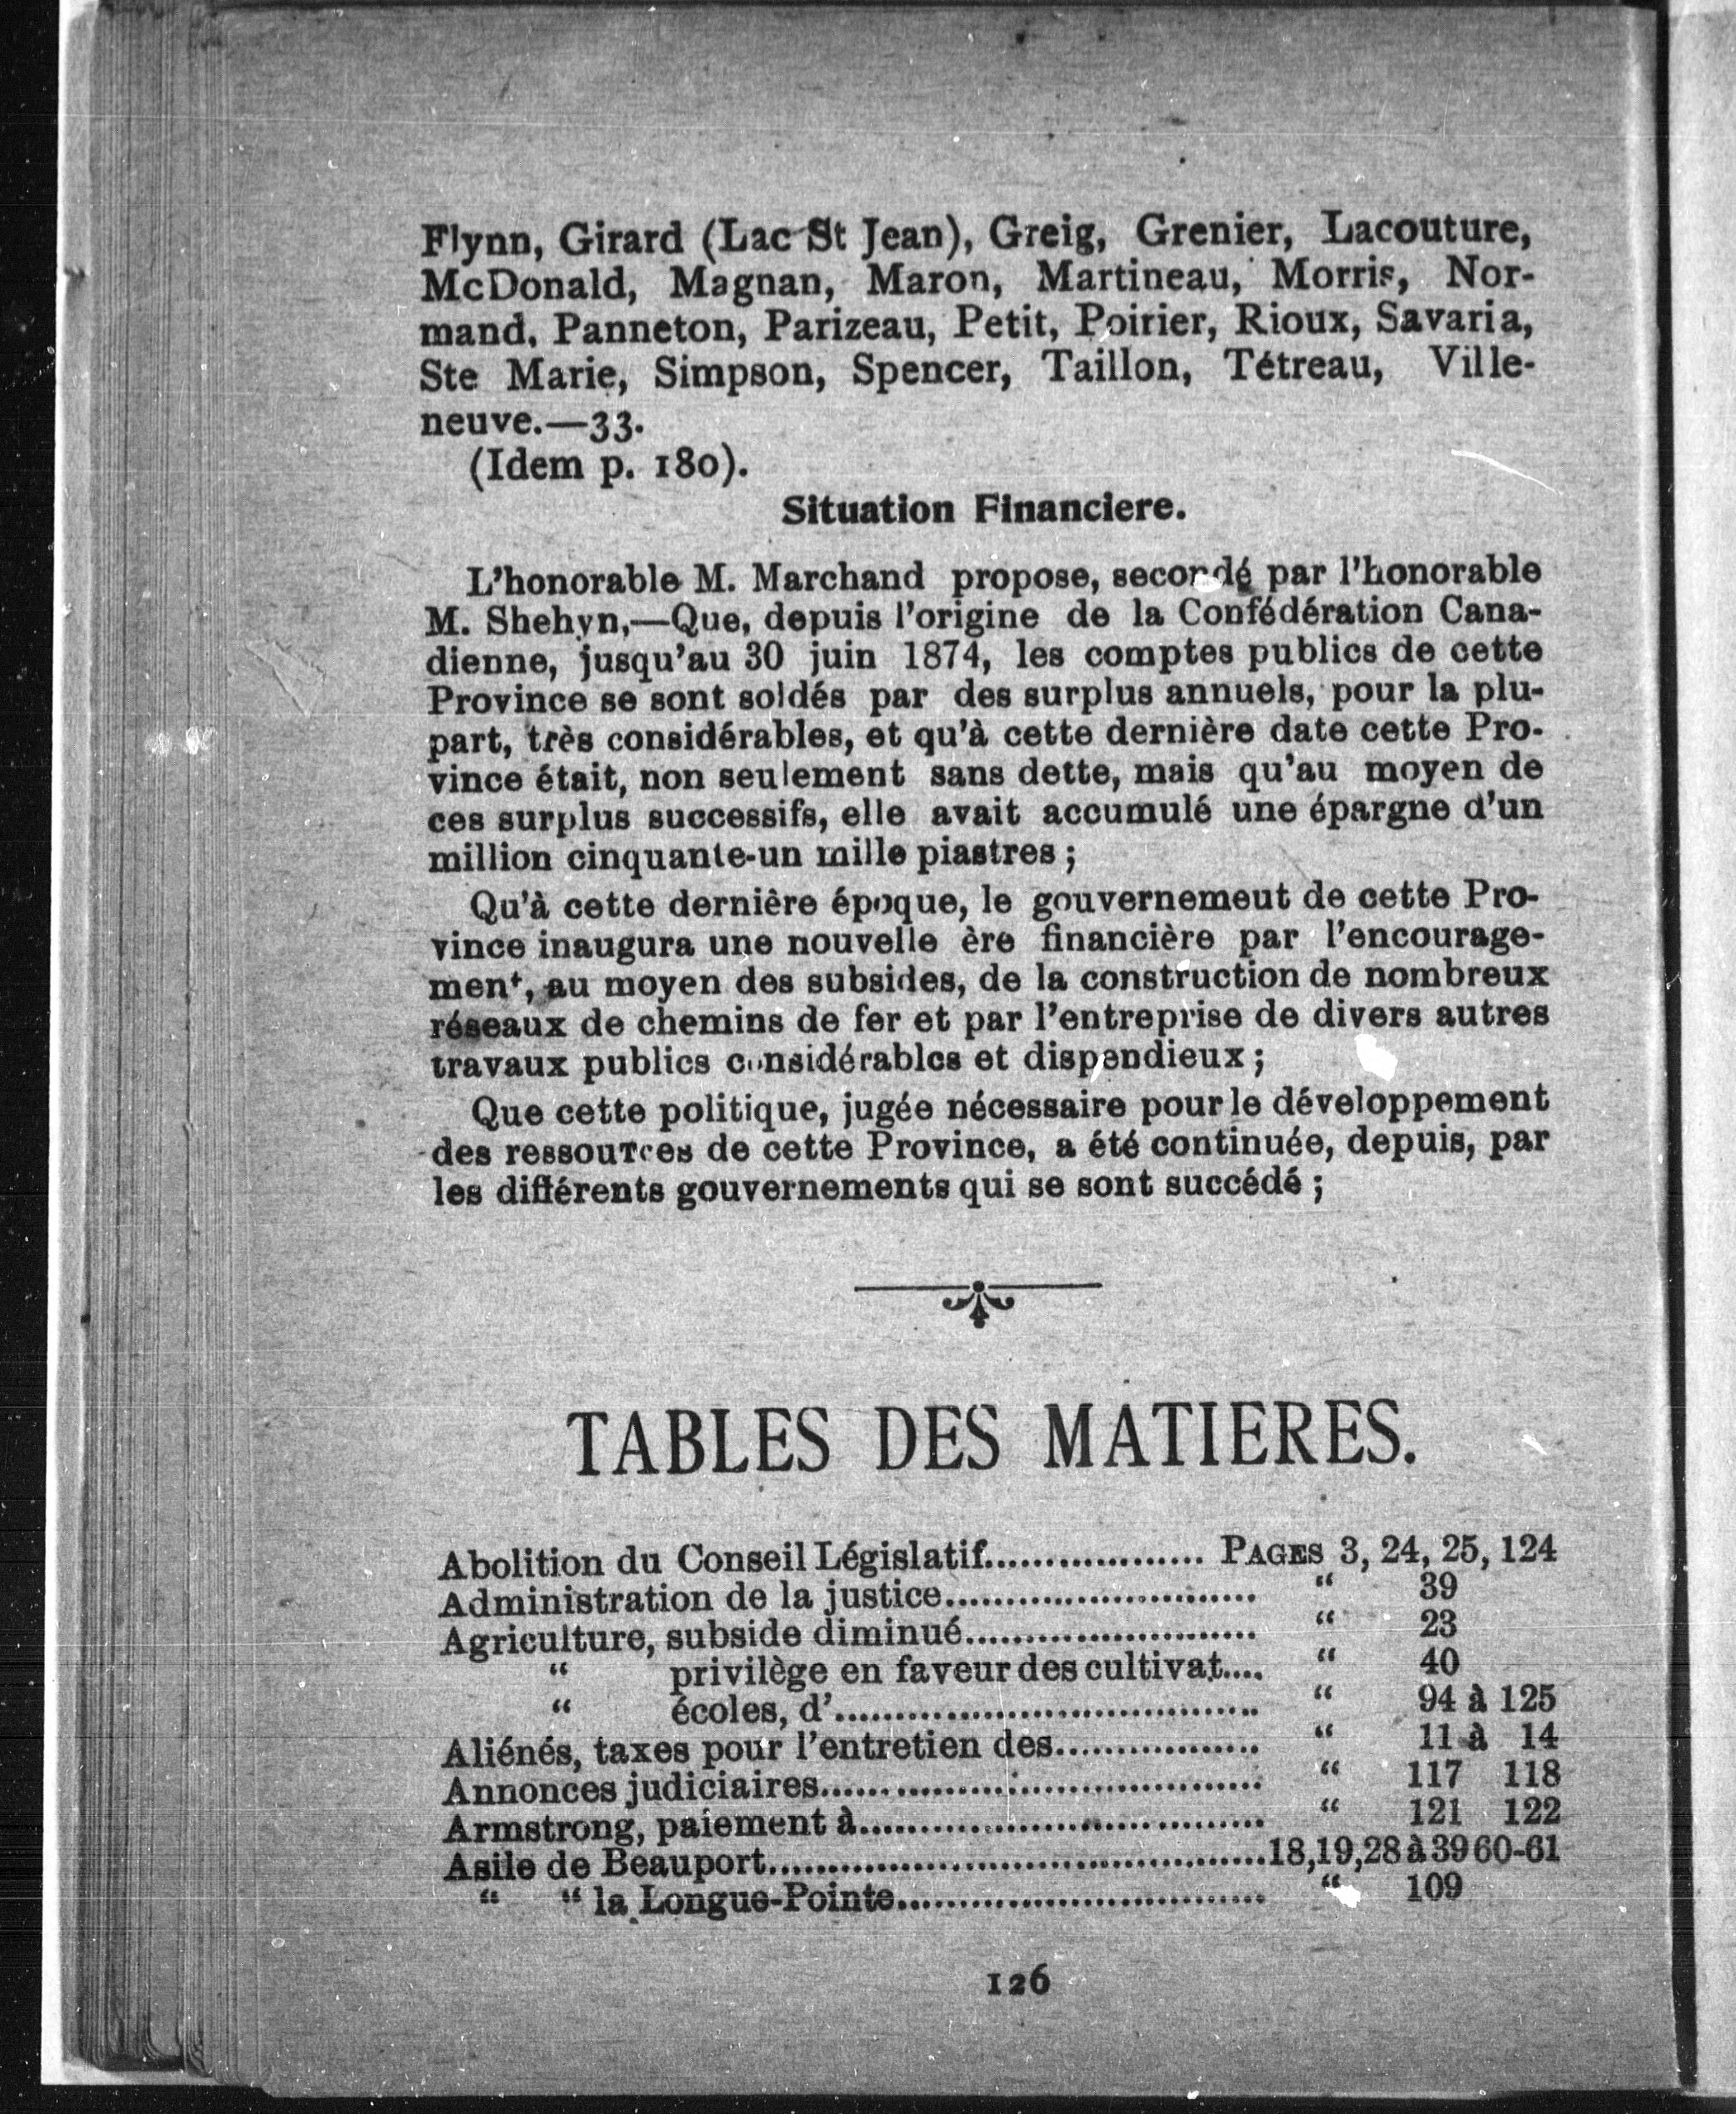 Flynn, Girard (Lac St Jean), Greig, Grenier, Lacouture,
McDonald, Magnan, Maron, Martineau, Morris, Nor-
mand, Panneton, Parizeau, Petit, Poirier, Rioux, Savaria,
Ste Marie, Simpson, Spencer, Taillon, Tétreau, Ville-
neuve.—33.
(Idem p. 180).
Situation Financiere.
L'honorable M. Marchand propose, secondé par l'honorable
M. Shehyn,—Que, depuis l'origine de la Confédération Cana-
dienne, jusqu'au 30 juin 1874, les comptes publics de cette
Province se sont soldés par des surplus annuels, pour la plu-
part, très considérables, et qu'à cette dernière date cette Pro-
vince était, non seulement sans dette, mais qu'au moyen de
ces surplus successifs, elle avait accumulé une épargne d'un
million cinquante-un mille piastres ;
Qu'à cette dernière époque, le gouvernemeut de cette Pro-
vince inaugura une nouvelle ère financière par l'encourage-
ment, au moyen des subsides, de la construction de nombreux
réseaux de chemins de fer et par l'entreprise de divers autres
travaux publics considérables et dispendieux ;
Que cette politique, jugée nécessaire pour le développement
des ressources de cette Province, a été continuée, depuis, par
les différents gouvernements qui se sont succédé ;
TABLES DES MATIERES.
Abolition du Conseil Législatif.................. PAGES 3, 24, 25, 124
Administration de la justice.......................... “ 39
Agriculture, subside diminué........................ “ 23
“ privilège en faveur des cultivat.... “ 40
“ écoles, d'................................... “ 94 à 125
Aliénés, taxes pour l'entretien des................. “ 11 à 14
Annonces judiciaires..................................... “ 117 118
Armstrong, paiement à.................................. “ 121 122
Asile de Beauport.........................................18,19,28 à 39 60-61
“ “ la Longue-Pointe............................... “ 109
126